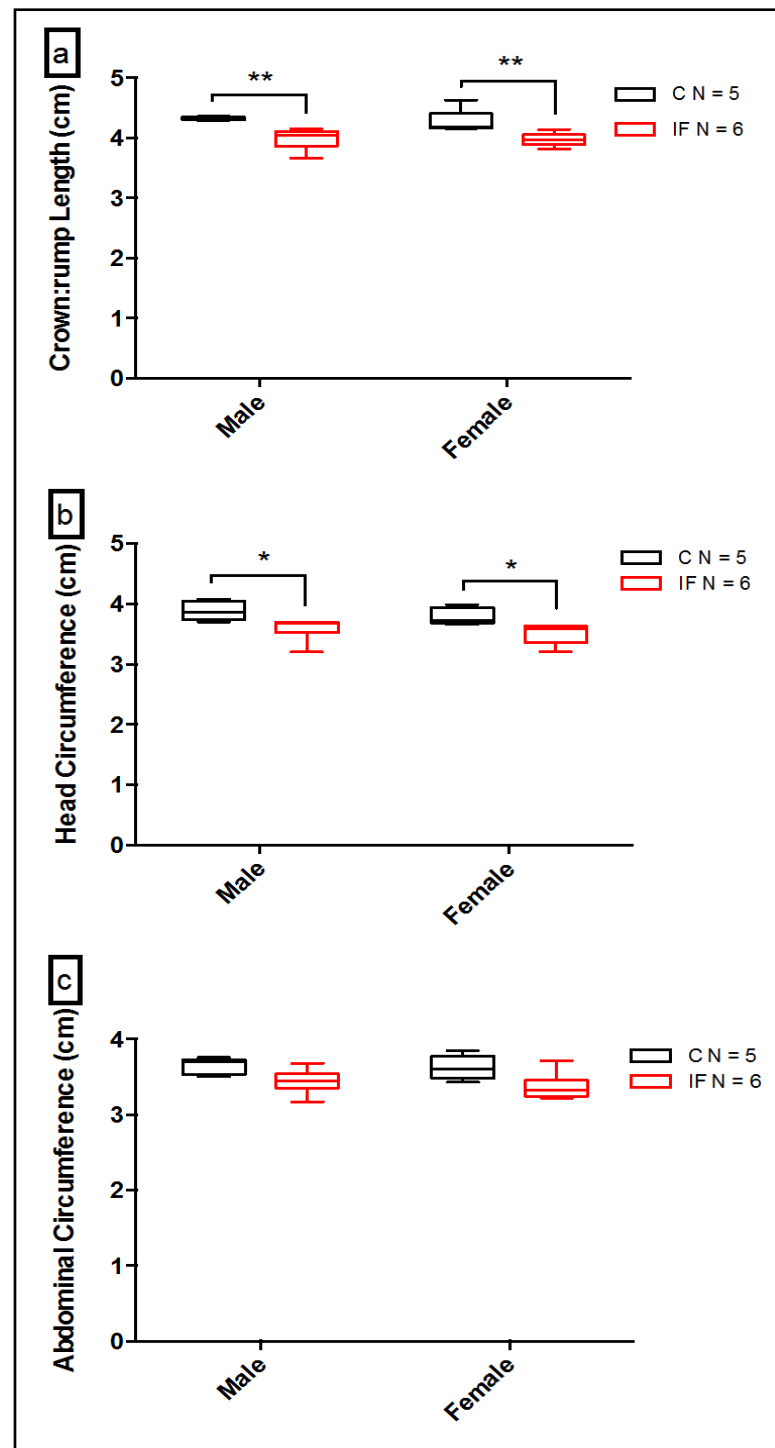 a
Crown:rump Length (cm)
5
4
3
2
1
0
**
**
C N = 5
IF N = 6
Male
Female
b
Head Circumference (cm)
5
4
3
2
1
0
*
*
C N = 5
IF N = 6
Male
Female
c
Abdominal Circumference (cm)
4
3
2
1
0
C N = 5
IF N = 6
Male
Female